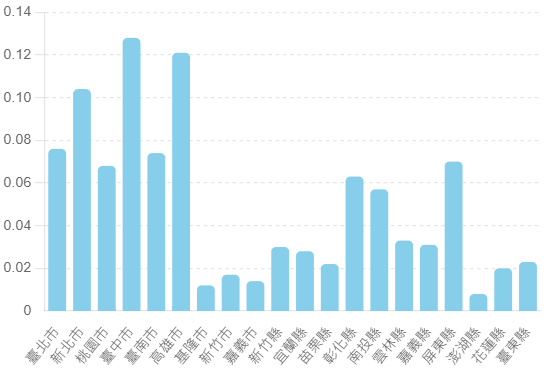 0.14
0.12
0.10
0.08
0.06
0.04
0.02
0
臺北市
新北市
桃園市
臺中市
臺南市
高雄市
基隆市
新竹市
嘉義市
新竹縣
宜蘭縣
苗栗縣
彰化縣
南投縣
雲林縣
嘉義縣
屏東縣
澎湖縣
花蓮縣
臺東縣